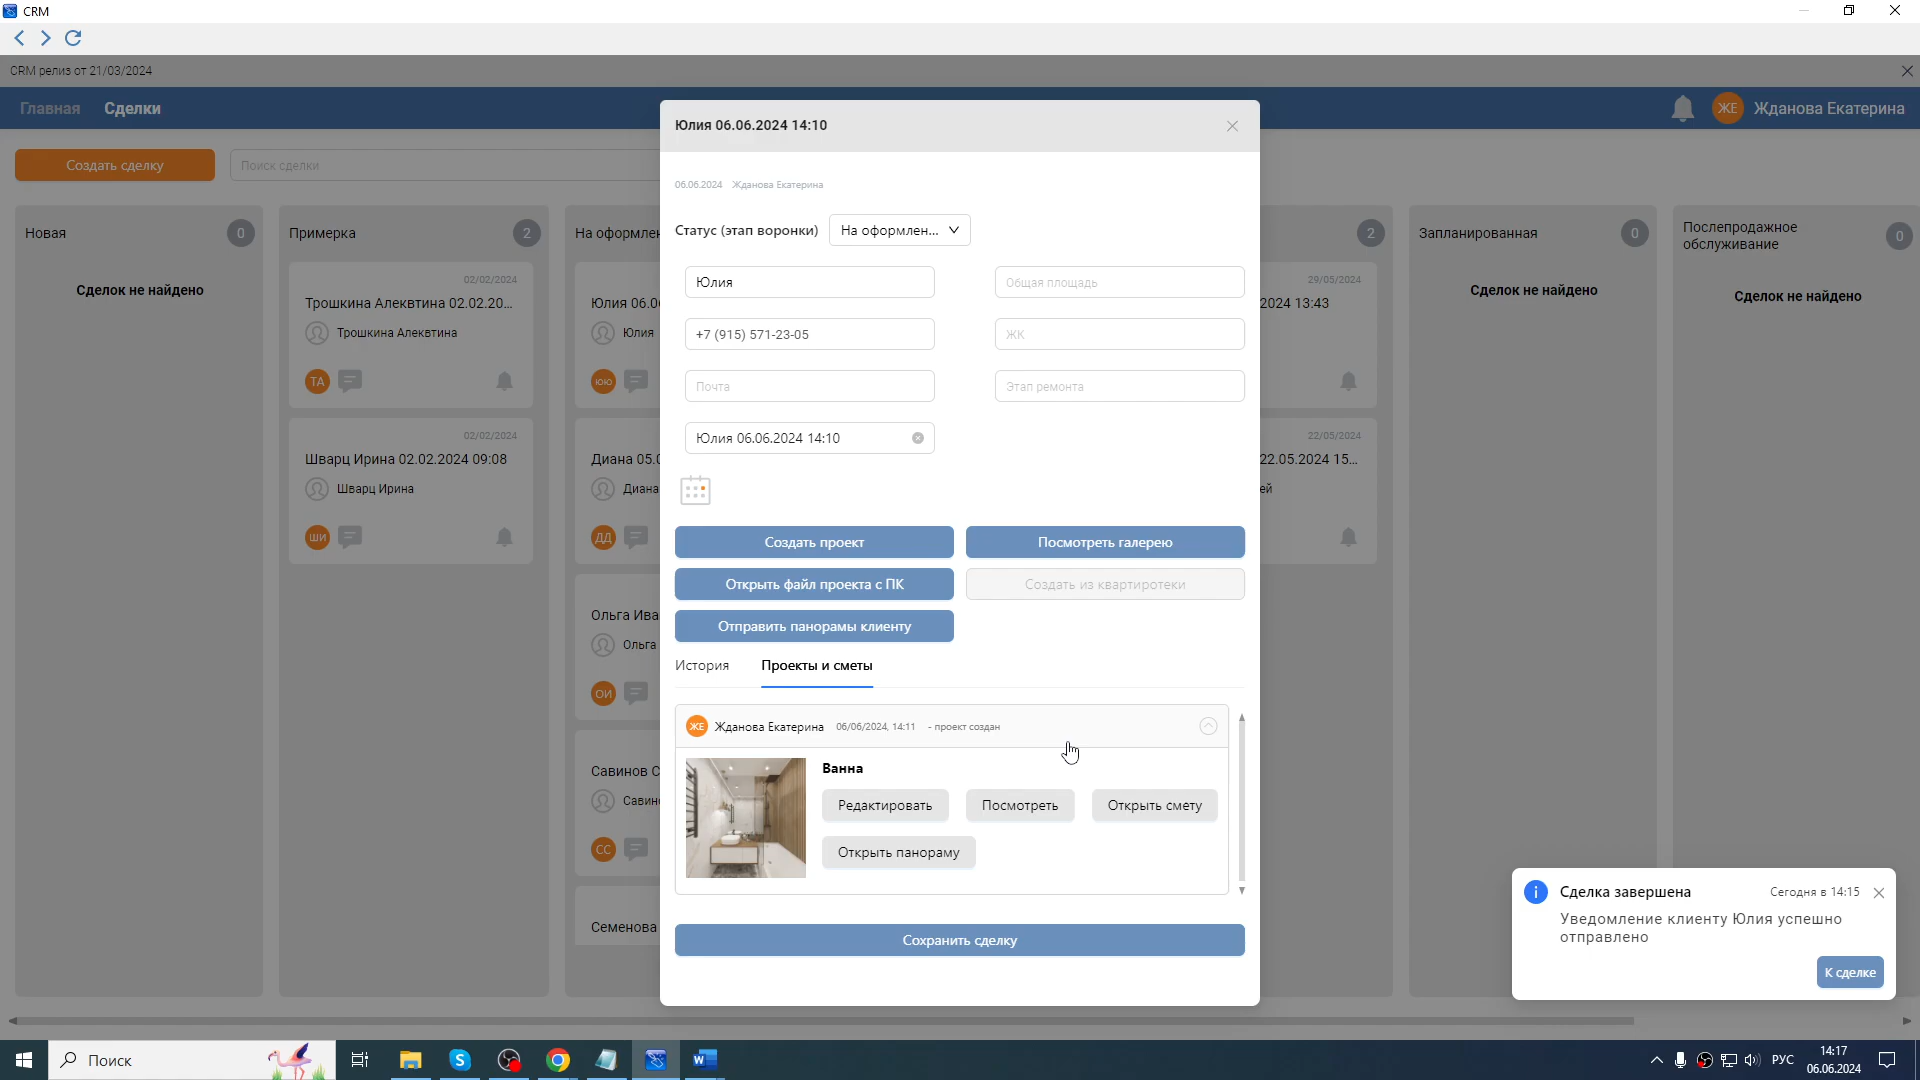 CRM
CRM релиз от 21/03/2024
Главная Сделки
ЖЕ Жданова Екатерина
Создать сделку
Поиск сделки
Новая 0
Сделок не найдено
Примерка 2
02/02/2024
Трошкина Алевтина 02.02.20...
Трошкина Алевтина
ТА
02/02/2024
Шварц Ирина 02.02.2024 09:08
Шварц Ирина
ШИ
На оформлен
Юлия 06.0
Юлия
ЮЮ
Диана 05.0
Диана
ДД
Ольга Ива
Ольга
ОИ
Савинов С
Савин
СС
Семенова
Юлия 06.06.2024 14:10
06.06.2024 Жданова Екатерина
Статус (этап воронки) На оформлен...
Юлия
Общая площадь
+7 (915) 571-23-05
ЖК
Почта
Этап ремонта
Юлия 06.06.2024 14:10
Создать проект
Посмотреть галерею
Открыть файл проекта с ПК
Создать из квартиротеки
Отправить панорамы клиенту
История Проекты и сметы
ЖЕ Жданова Екатерина 06/06/2024, 14:11 - проект создан
Ванна
Редактировать Посмотреть Открыть смету
Открыть панораму
Сохранить сделку
2
29/05/2024
2024 13:43
22/05/2024
22.05.2024 15...
ей
Запланированная 0
Сделок не найдено
Послепродажное
обслуживание 0
Сделок не найдено
Сделка завершена Сегодня в 14:15
Уведомление клиенту Юлия успешно
отправлено
К сделке
Поиск
РУС
14:17
06.06.2024